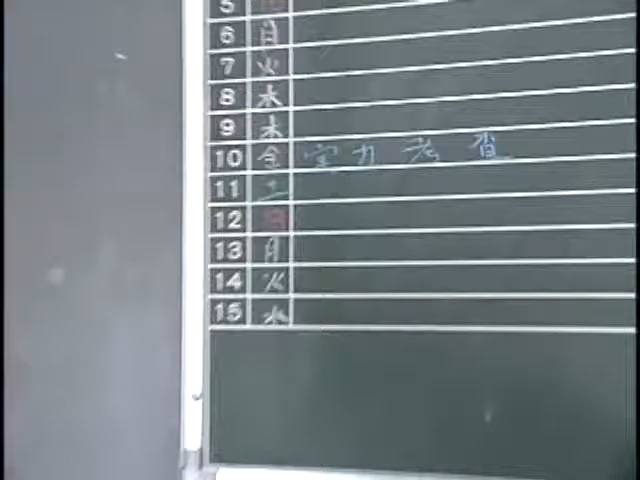 5
6 月
7 火
8 水
9 木
10 金 実力考査
11 土
12 日
13 月
14 火
15 水